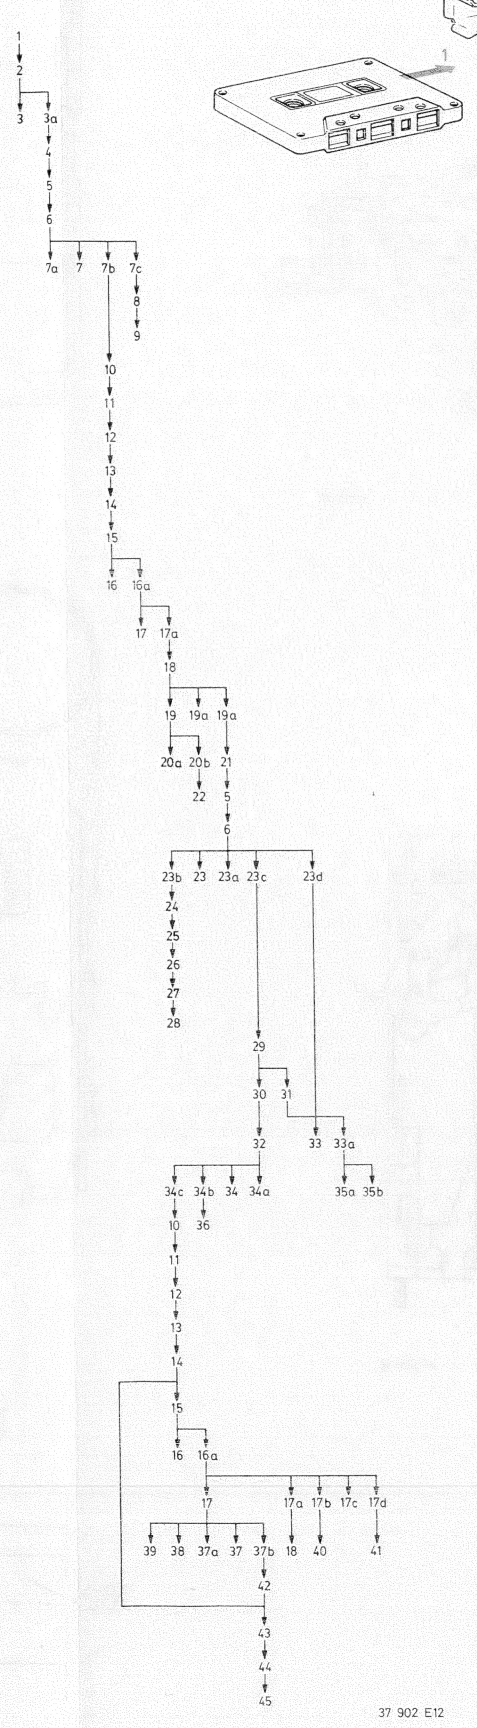 1
1
2
3 3a
4
5
6
7a 7 7b 7c
8
9
10
11
12
13
14
15
16 16a
17 17a
18
19 19a 19a
20a 20b 21
22 5
6
23b 23 23a 23c 23d
24
25
26
27
28
29
30 31
32 33 33a
34c 34b 34 34a 35a 35b
10 36
11
12
13
14
15
16 16a
17 17a 17b 17c 17d
39 38 37a 37 37b 18 40 41
42
43
44
45
37 902 E12